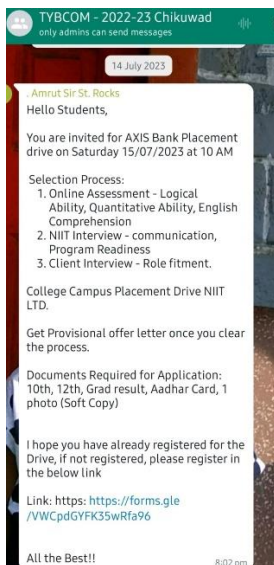 TYBCOM - 2022-23 Chikuwad
only admins can send messages
14 July 2023
. Amrut Sir St. Rocks
Hello Students,
You are invited for AXIS Bank Placement
drive on Saturday 15/07/2023 at 10 AM
Selection Process:
1. Online Assessment - Logical
Ability, Quantitative Ability, English
Comprehension
2. NIIT Interview - communication,
Program Readiness
3. Client Interview - Role fitment.
College Campus Placement Drive NIIT
LTD.
Get Provisional offer letter once you clear
the process.
Documents Required for Application:
10th, 12th, Grad result, Aadhar Card, 1
photo (Soft Copy)
I hope you have already registered for the
Drive, if not registered, please register in
the below link
Link: https: https://forms.gle
/VWCpdGYFK35wRfa96
All the Best!!
8:02 pm